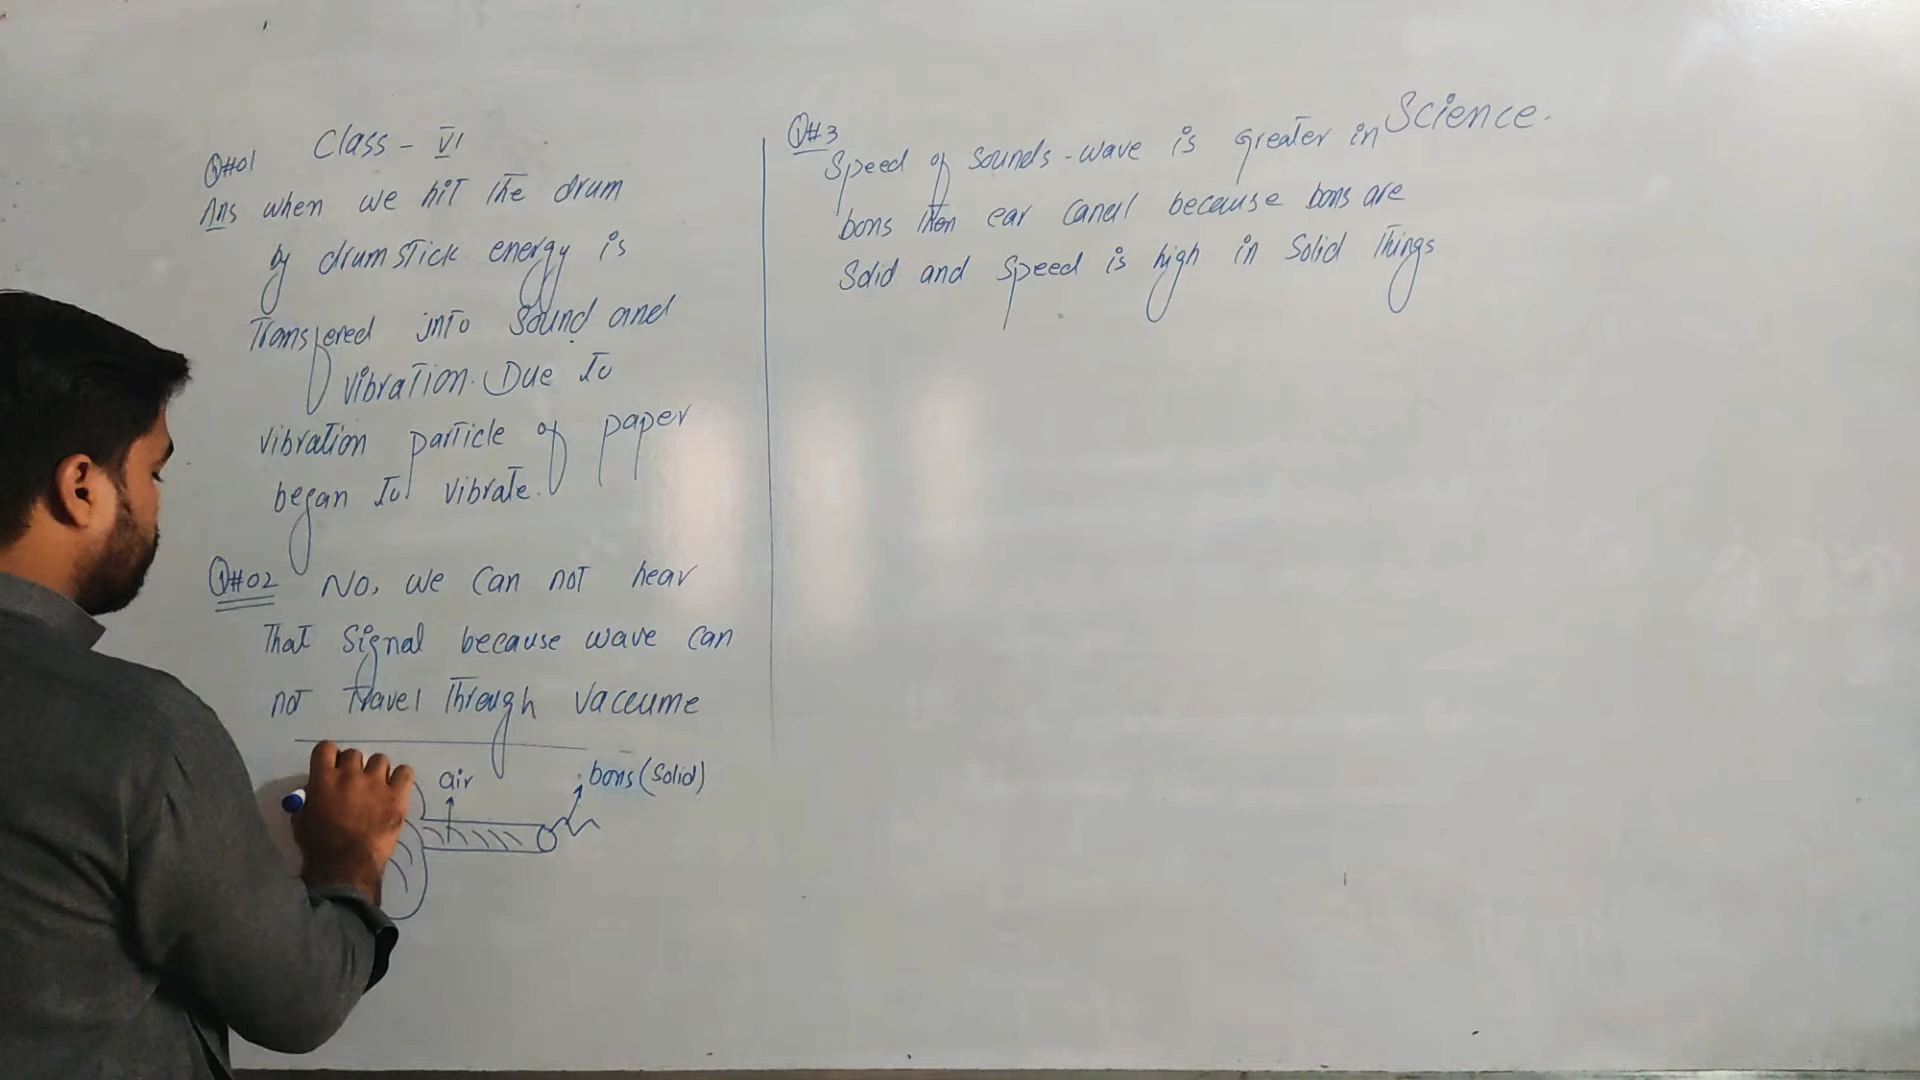 Class - VI
Q#01
Ans when we hit the drum
by drumstick energy is
Transfered into Sound and
vibration. Due to
vibration particle of paper
began to vibrate.
Q#02 No, we can not hear
That Signal because wave can
not travel Through vaccume
air
bons (Solid)
Science.
Q#3
Speed of sounds-wave is greater in
bons then ear canal because bons are
Solid and speed is high in Solid Things